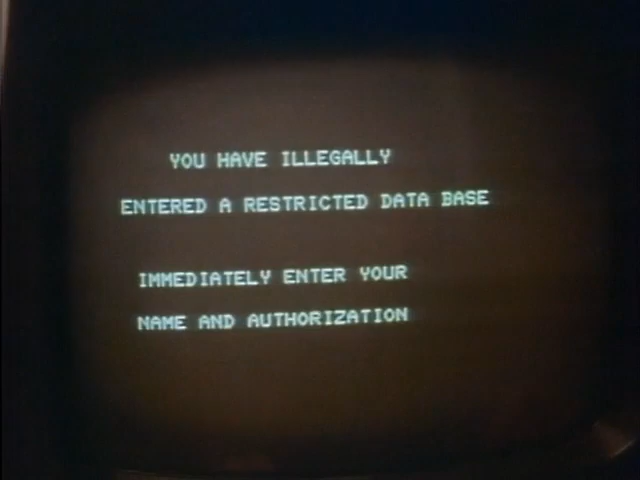 YOU HAVE ILLEGALLY
ENTERED A RESTRICTED DATA BASE
IMMEDIATELY ENTER YOUR
NAME AND AUTHORIZATION